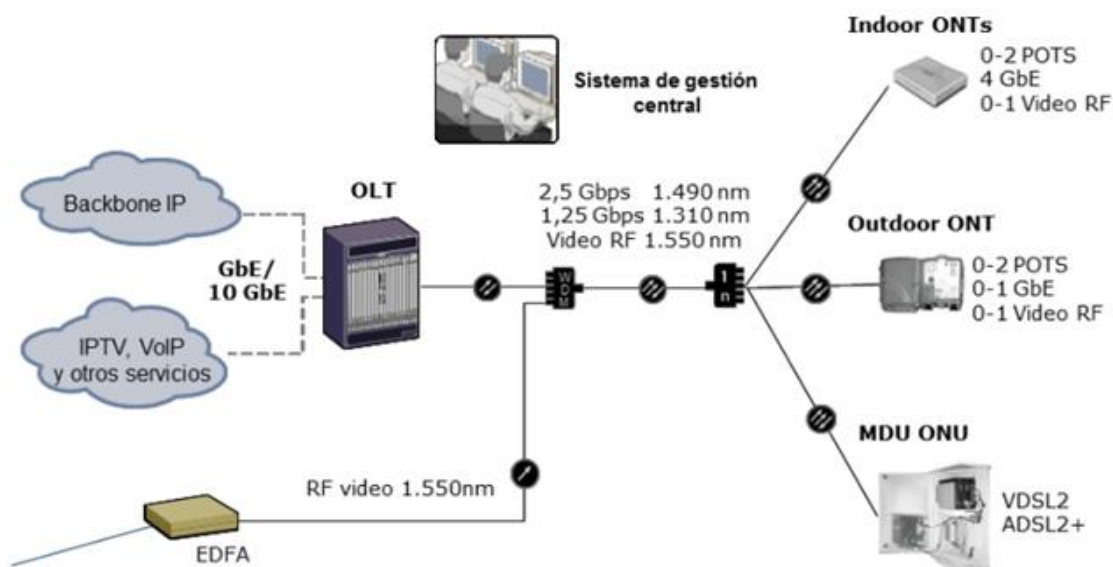 Indoor ONTs
0-2 POTS
4 GbE
0-1 Video RF
Sistema de gestión
central
OLT
Backbone IP
GbE/
10 GbE
IPTV, VoIP
y otros servicios
2,5 Gbps 1.490 nm
1,25 Gbps 1.310 nm
Video RF 1.550 nm
WDM
1
n
Outdoor ONT
0-2 POTS
0-1 GbE
0-1 Video RF
MDU ONU
VDSL2
ADSL2+
RF video 1.550nm
EDFA